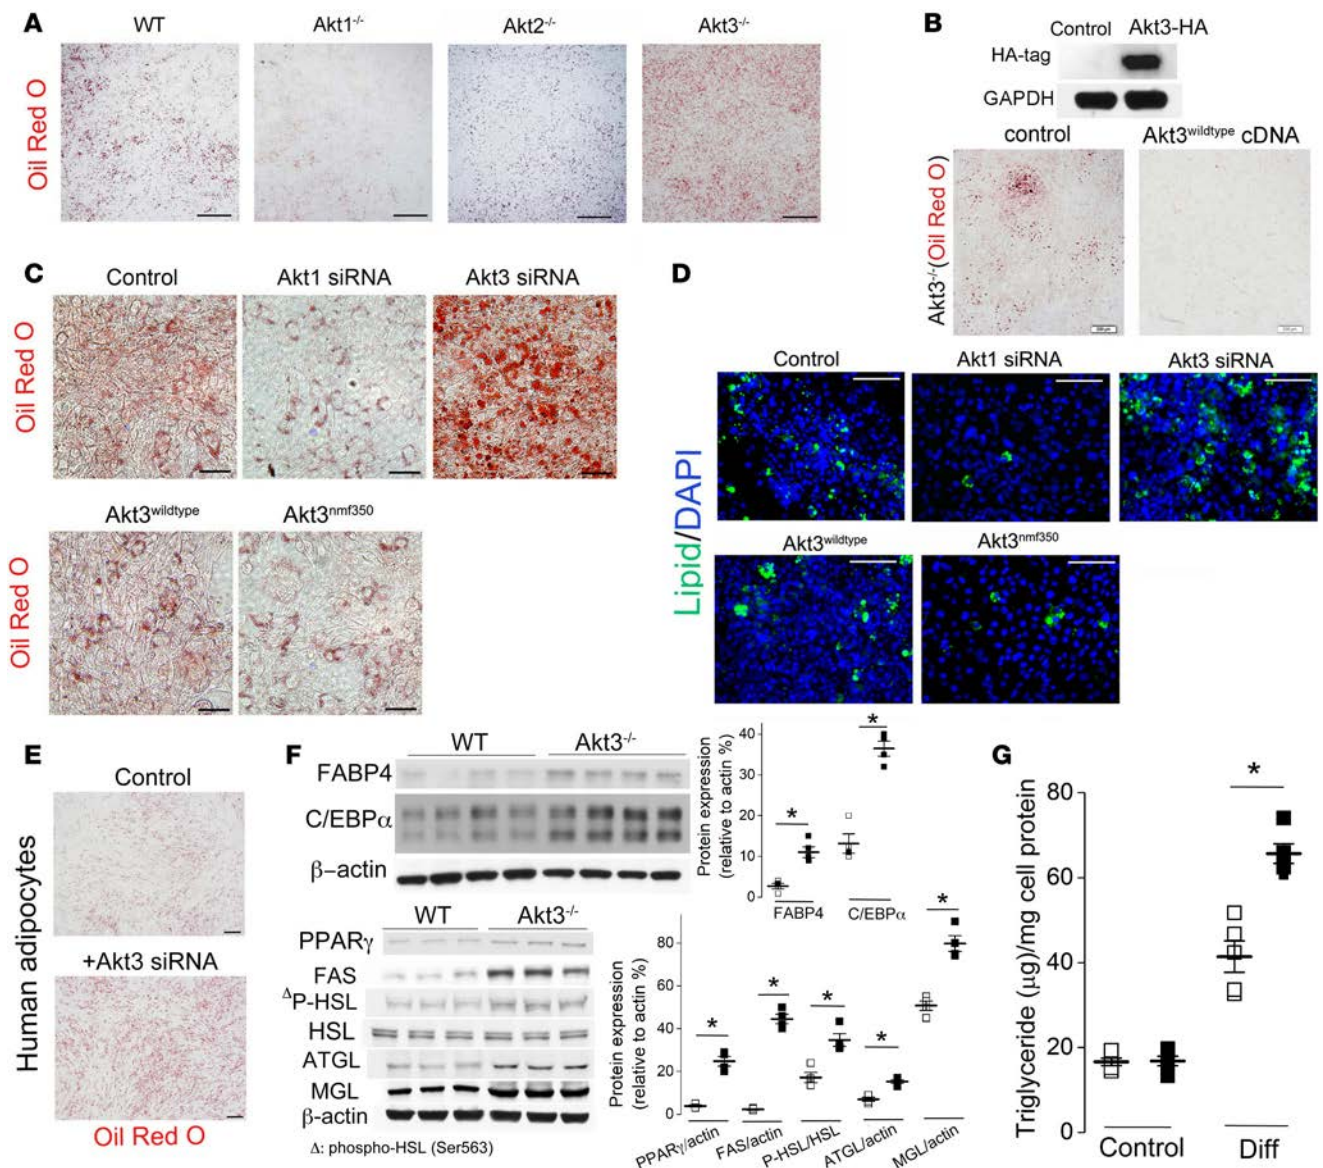 A
WT
Akt1-/-
Akt2-/-
Akt3-/-
Oil Red O
B
Control Akt3-HA
HA-tag
GAPDH
control
Akt3wildtype cDNA
Akt3-/-(Oil Red O)
C
Control
Akt1 siRNA
Akt3 siRNA
Oil Red O
Akt3wildtype
Akt3nmf350
Oil Red O
D
Control
Akt1 siRNA
Akt3 siRNA
Lipid/DAPI
Akt3wildtype
Akt3nmf350
E
Human adipocytes
Control
+Akt3 siRNA
Oil Red O
F
WT
Akt3-/-
FABP4
C/EBPα
β–actin
Protein expression
(relative to actin %)
40
30
20
10
0
*
*
FABP4
C/EBPα
WT
Akt3-/-
PPARγ
FAS
ΔP-HSL
HSL
ATGL
MGL
β-actin
Δ: phospho-HSL (Ser563)
Protein expression
(relative to actin %)
80
60
40
20
0
*
*
*
*
*
PPARγ/actin
FAS/actin
P-HSL/HSL
ATGL/actin
MGL/actin
G
Triglyceride (μg)/mg cell protein
80
60
40
20
0
*
Control
Diff